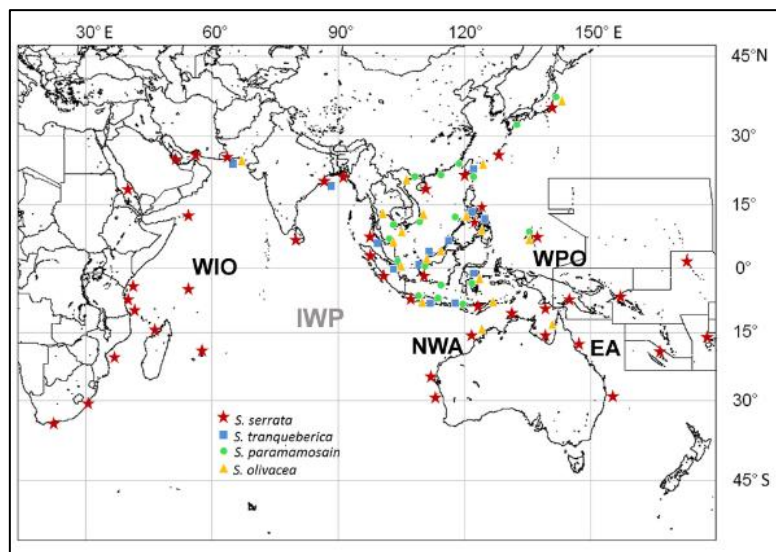 30° E 60° E 90° E 120° E 150° E
45°N
30° N
15° N
WIO WPO
0°
IWP
NWA EA
15° S
30° S
S. serrata
S. tranqueberica
S. paramamosain
S. olivacea
45° S